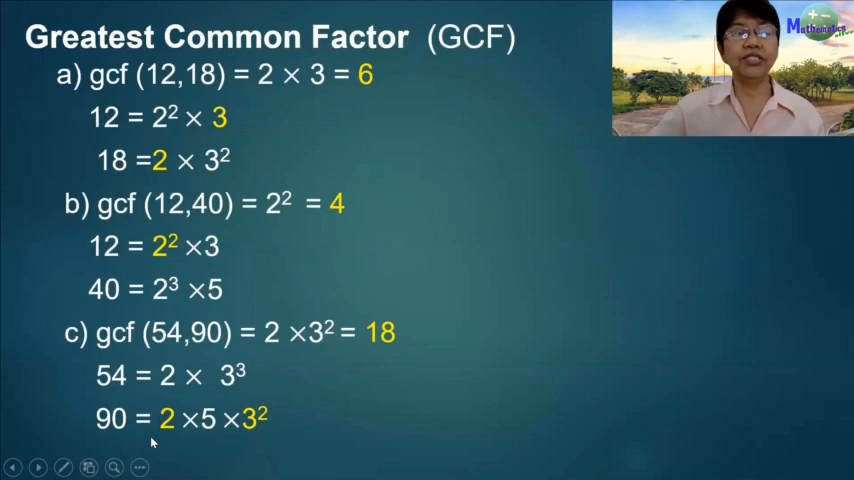 Greatest Common Factor (GCF)
a) gcf (12,18) = 2 × 3 = 6
12 = 2² × 3
18 =2 × 3²
b) gcf (12,40) = 2² = 4
12 = 2² ×3
40 = 2³ ×5
c) gcf (54,90) = 2 ×3² = 18
54 = 2 × 3³
90 = 2 ×5 ×3²
Mathematics